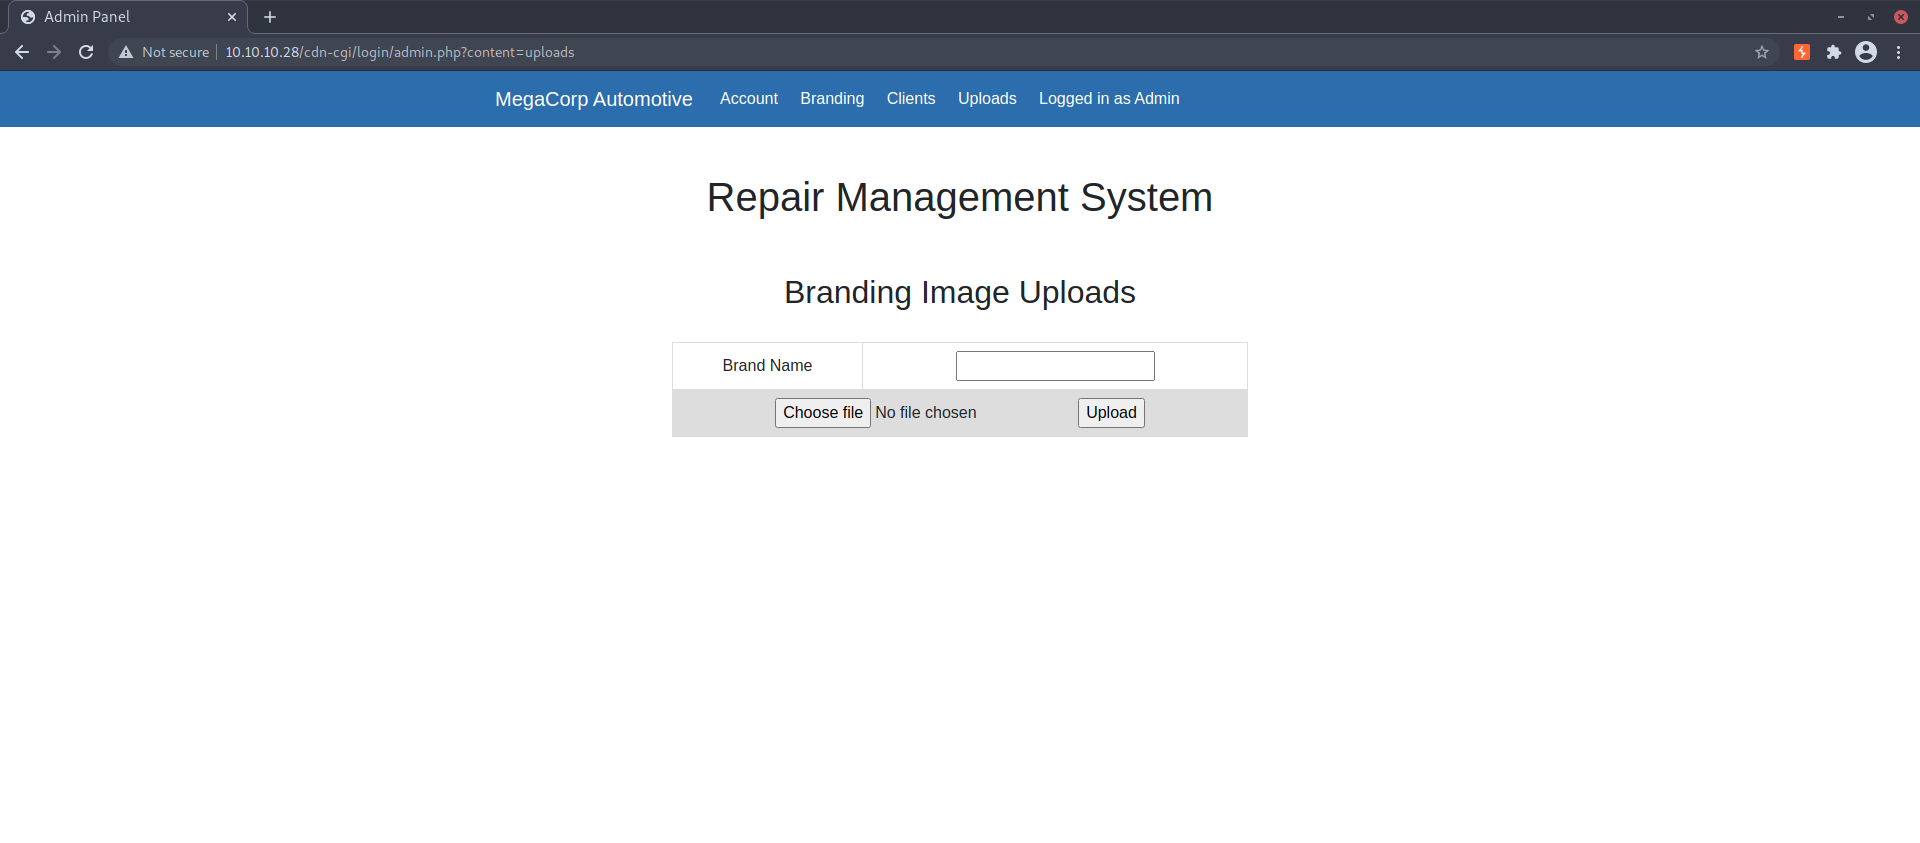 Admin Panel
Not secure 10.10.10.28/cdn-cgi/login/admin.php?content=uploads
MegaCorp Automotive Account Branding Clients Uploads Logged in as Admin
Repair Management System
Branding Image Uploads
Brand Name
Choose file No file chosen Upload